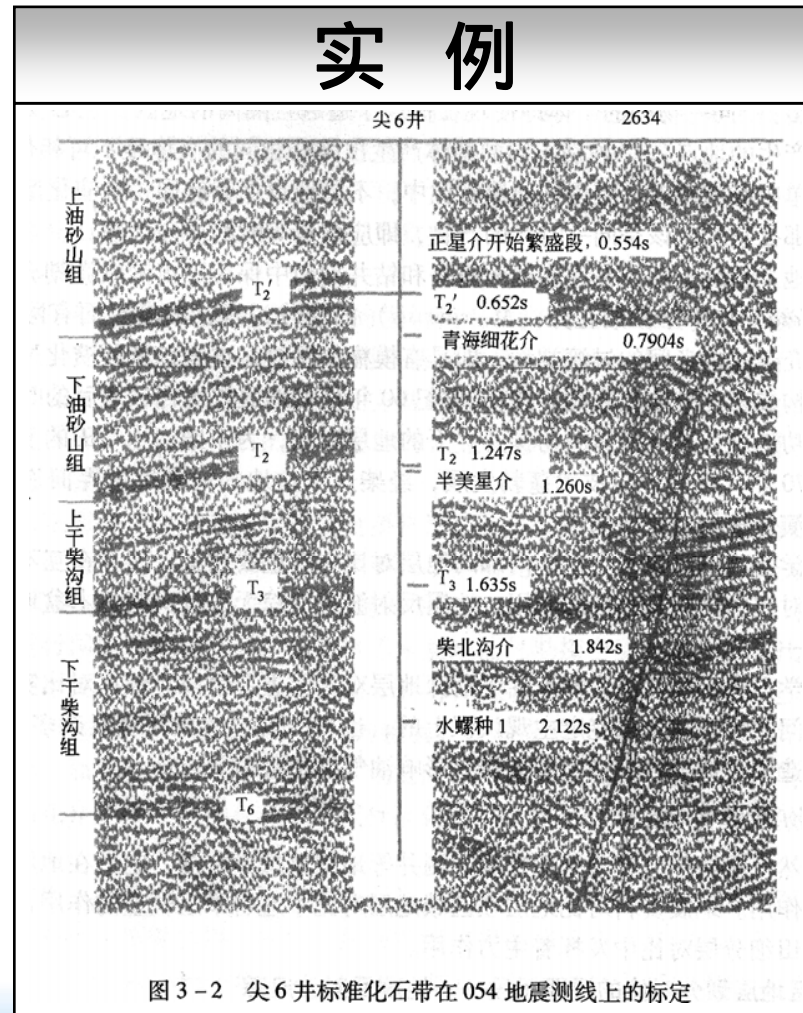 实 例
尖6井 2634
上油砂山组
下油砂山组
上干柴沟组
下干柴沟组
T₂′
T₂
T₃
T₆
正星介开始繁盛段，0.554s
T₂′ 0.652s
青海细花介 0.7904s
T₂ 1.247s
半美星介 1.260s
T₃ 1.635s
柴北沟介 1.842s
水螺种1 2.122s
图 3-2 尖 6 井标准化石带在 054 地震测线上的标定